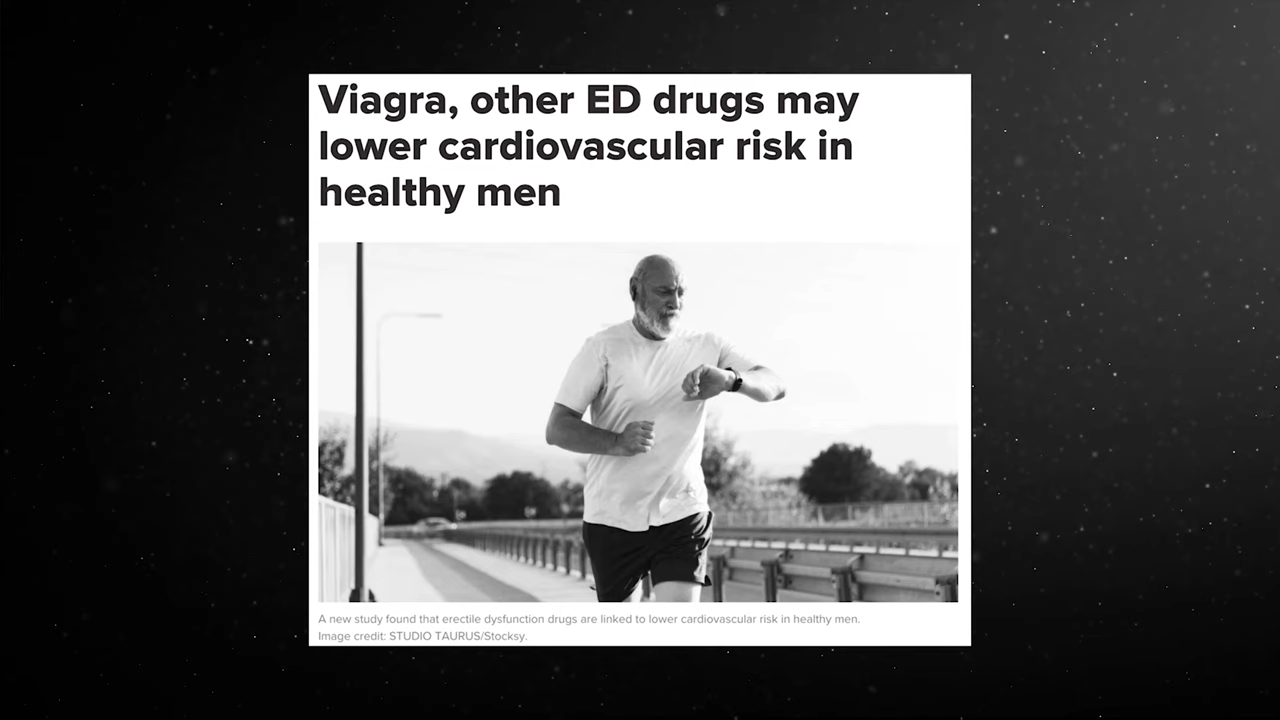 Viagra, other ED drugs may
lower cardiovascular risk in
healthy men
A new study found that erectile dysfunction drugs are linked to lower cardiovascular risk in healthy men.
Image credit: STUDIO TAURUS/Stocksy.